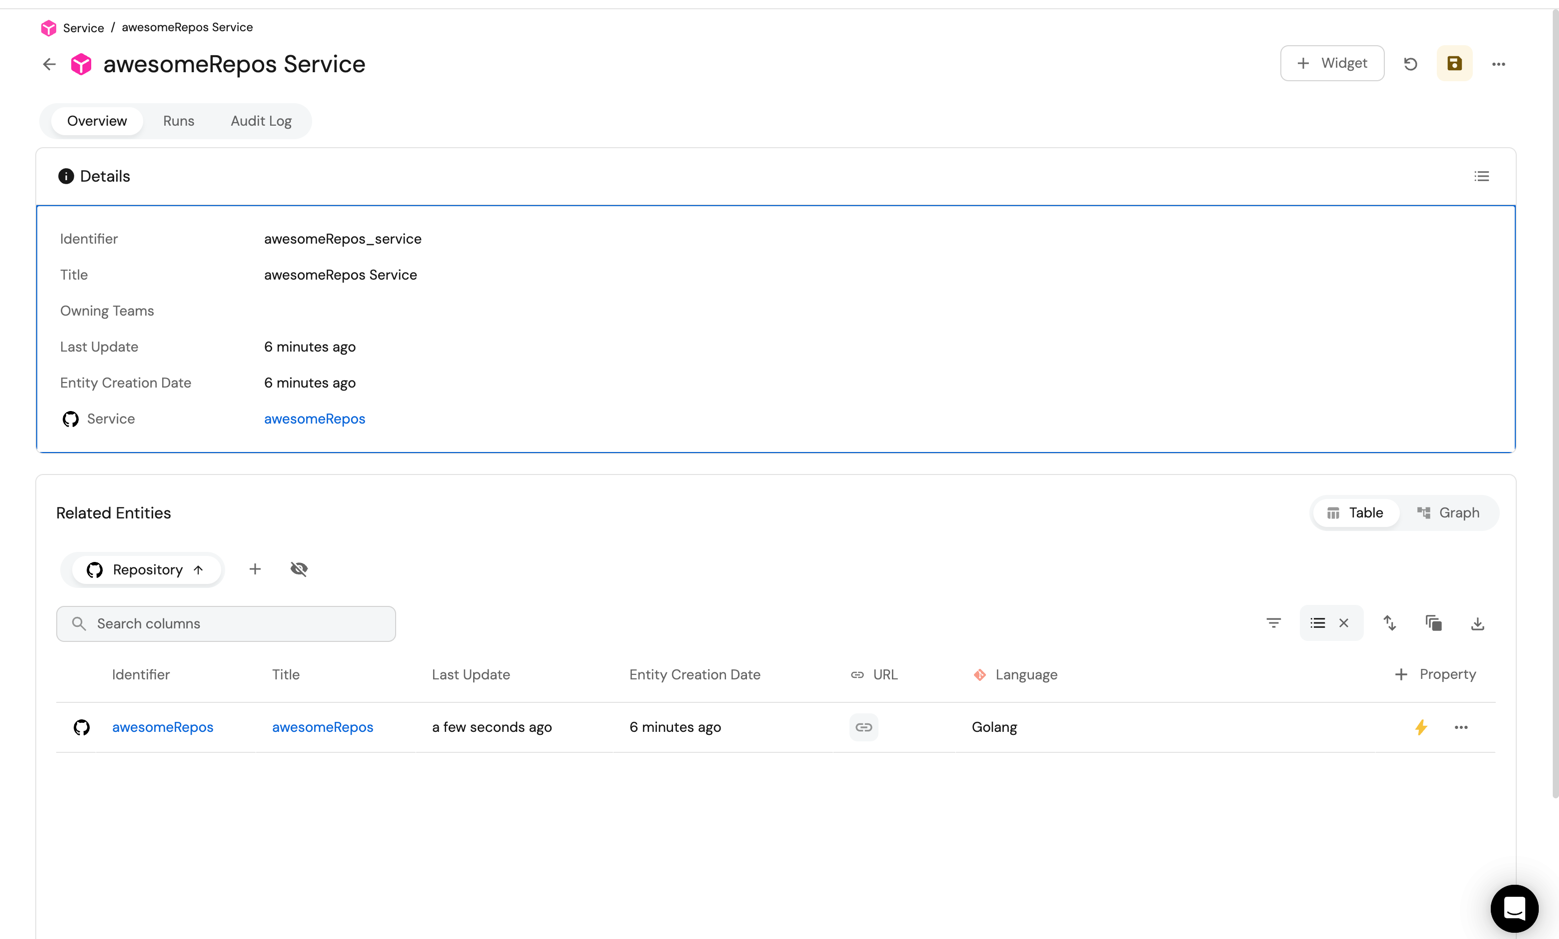 Service / awesomeRepos Service
awesomeRepos Service
Widget
Overview Runs Audit Log
Details
Identifier awesomeRepos_service
Title awesomeRepos Service
Owning Teams
Last Update 6 minutes ago
Entity Creation Date 6 minutes ago
Service awesomeRepos
Related Entities
Table Graph
Repository
Search columns
Identifier Title Last Update Entity Creation Date URL Language Property
awesomeRepos awesomeRepos a few seconds ago 6 minutes ago Golang